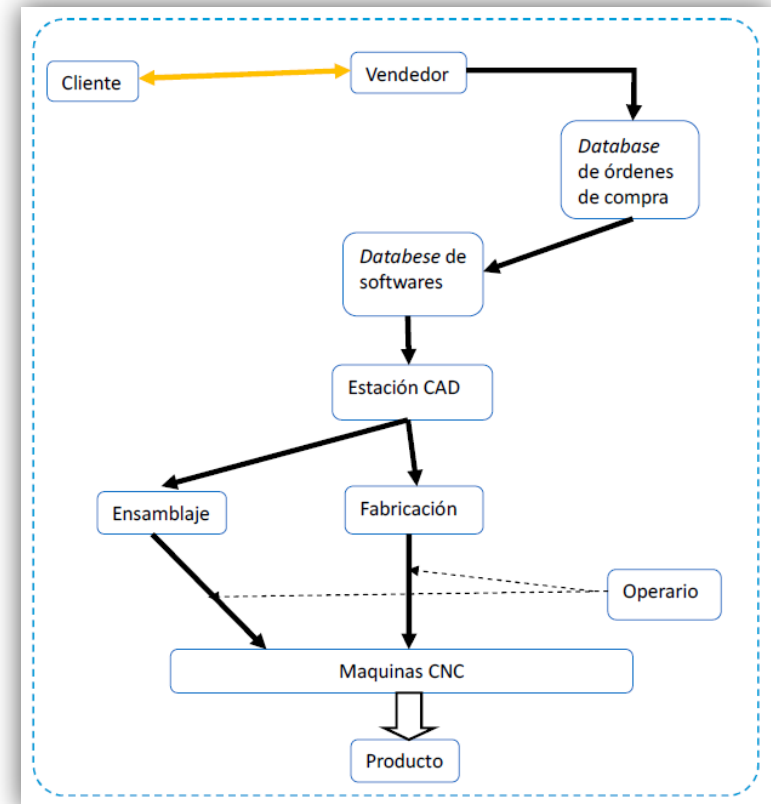 Cliente
Vendedor
Database
de órdenes
de compra
Databese de
softwares
Estación CAD
Ensamblaje
Fabricación
Operario
Maquinas CNC
Producto